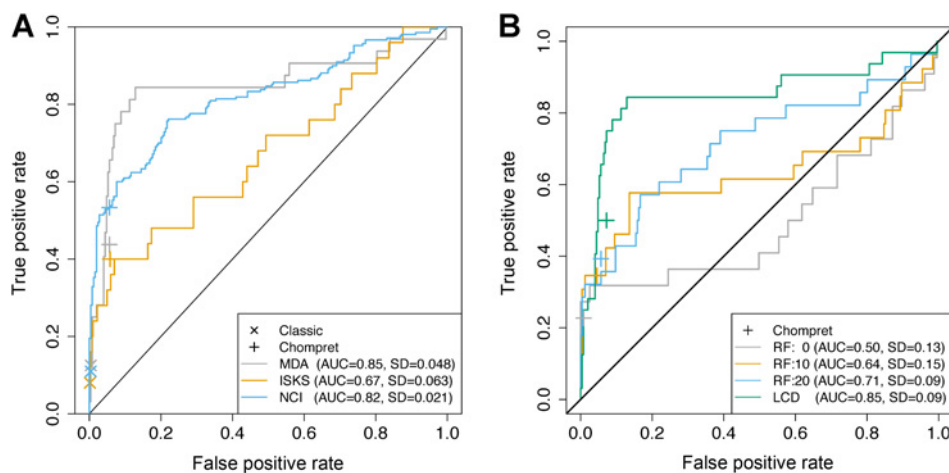 A
True positive rate
1.0
0.8
0.6
0.4
0.2
0.0
0.0 0.2 0.4 0.6 0.8 1.0
False positive rate
Classic
Chompret
MDA (AUC=0.85, SD=0.048)
ISKS (AUC=0.67, SD=0.063)
NCI (AUC=0.82, SD=0.021)
B
True positive rate
1.0
0.8
0.6
0.4
0.2
0.0
0.0 0.2 0.4 0.6 0.8 1.0
False positive rate
Chompret
RF: 0 (AUC=0.50, SD=0.13)
RF:10 (AUC=0.64, SD=0.15)
RF:20 (AUC=0.71, SD=0.09)
LCD (AUC=0.85, SD=0.09)